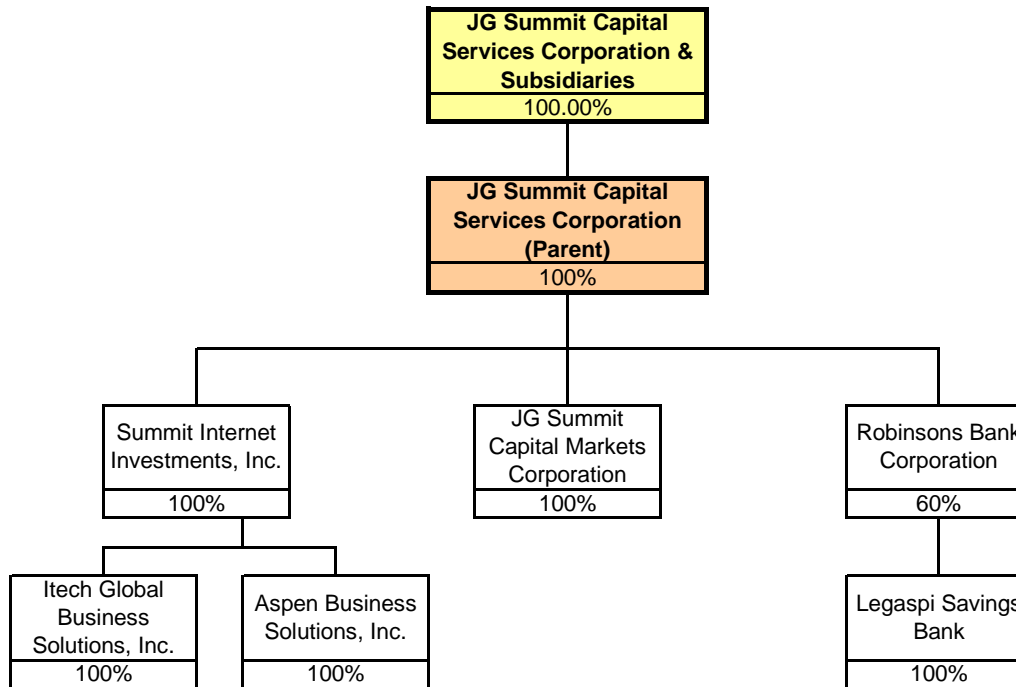 JG Summit Capital
Services Corporation &
Subsidiaries
100.00%
JG Summit Capital
Services Corporation
(Parent)
100%
Summit Internet
Investments, Inc.
100%
JG Summit
Capital Markets
Corporation
100%
Robinsons Bank
Corporation
60%
Itech Global
Business
Solutions, Inc.
100%
Aspen Business
Solutions, Inc.
100%
Legaspi Savings
Bank
100%